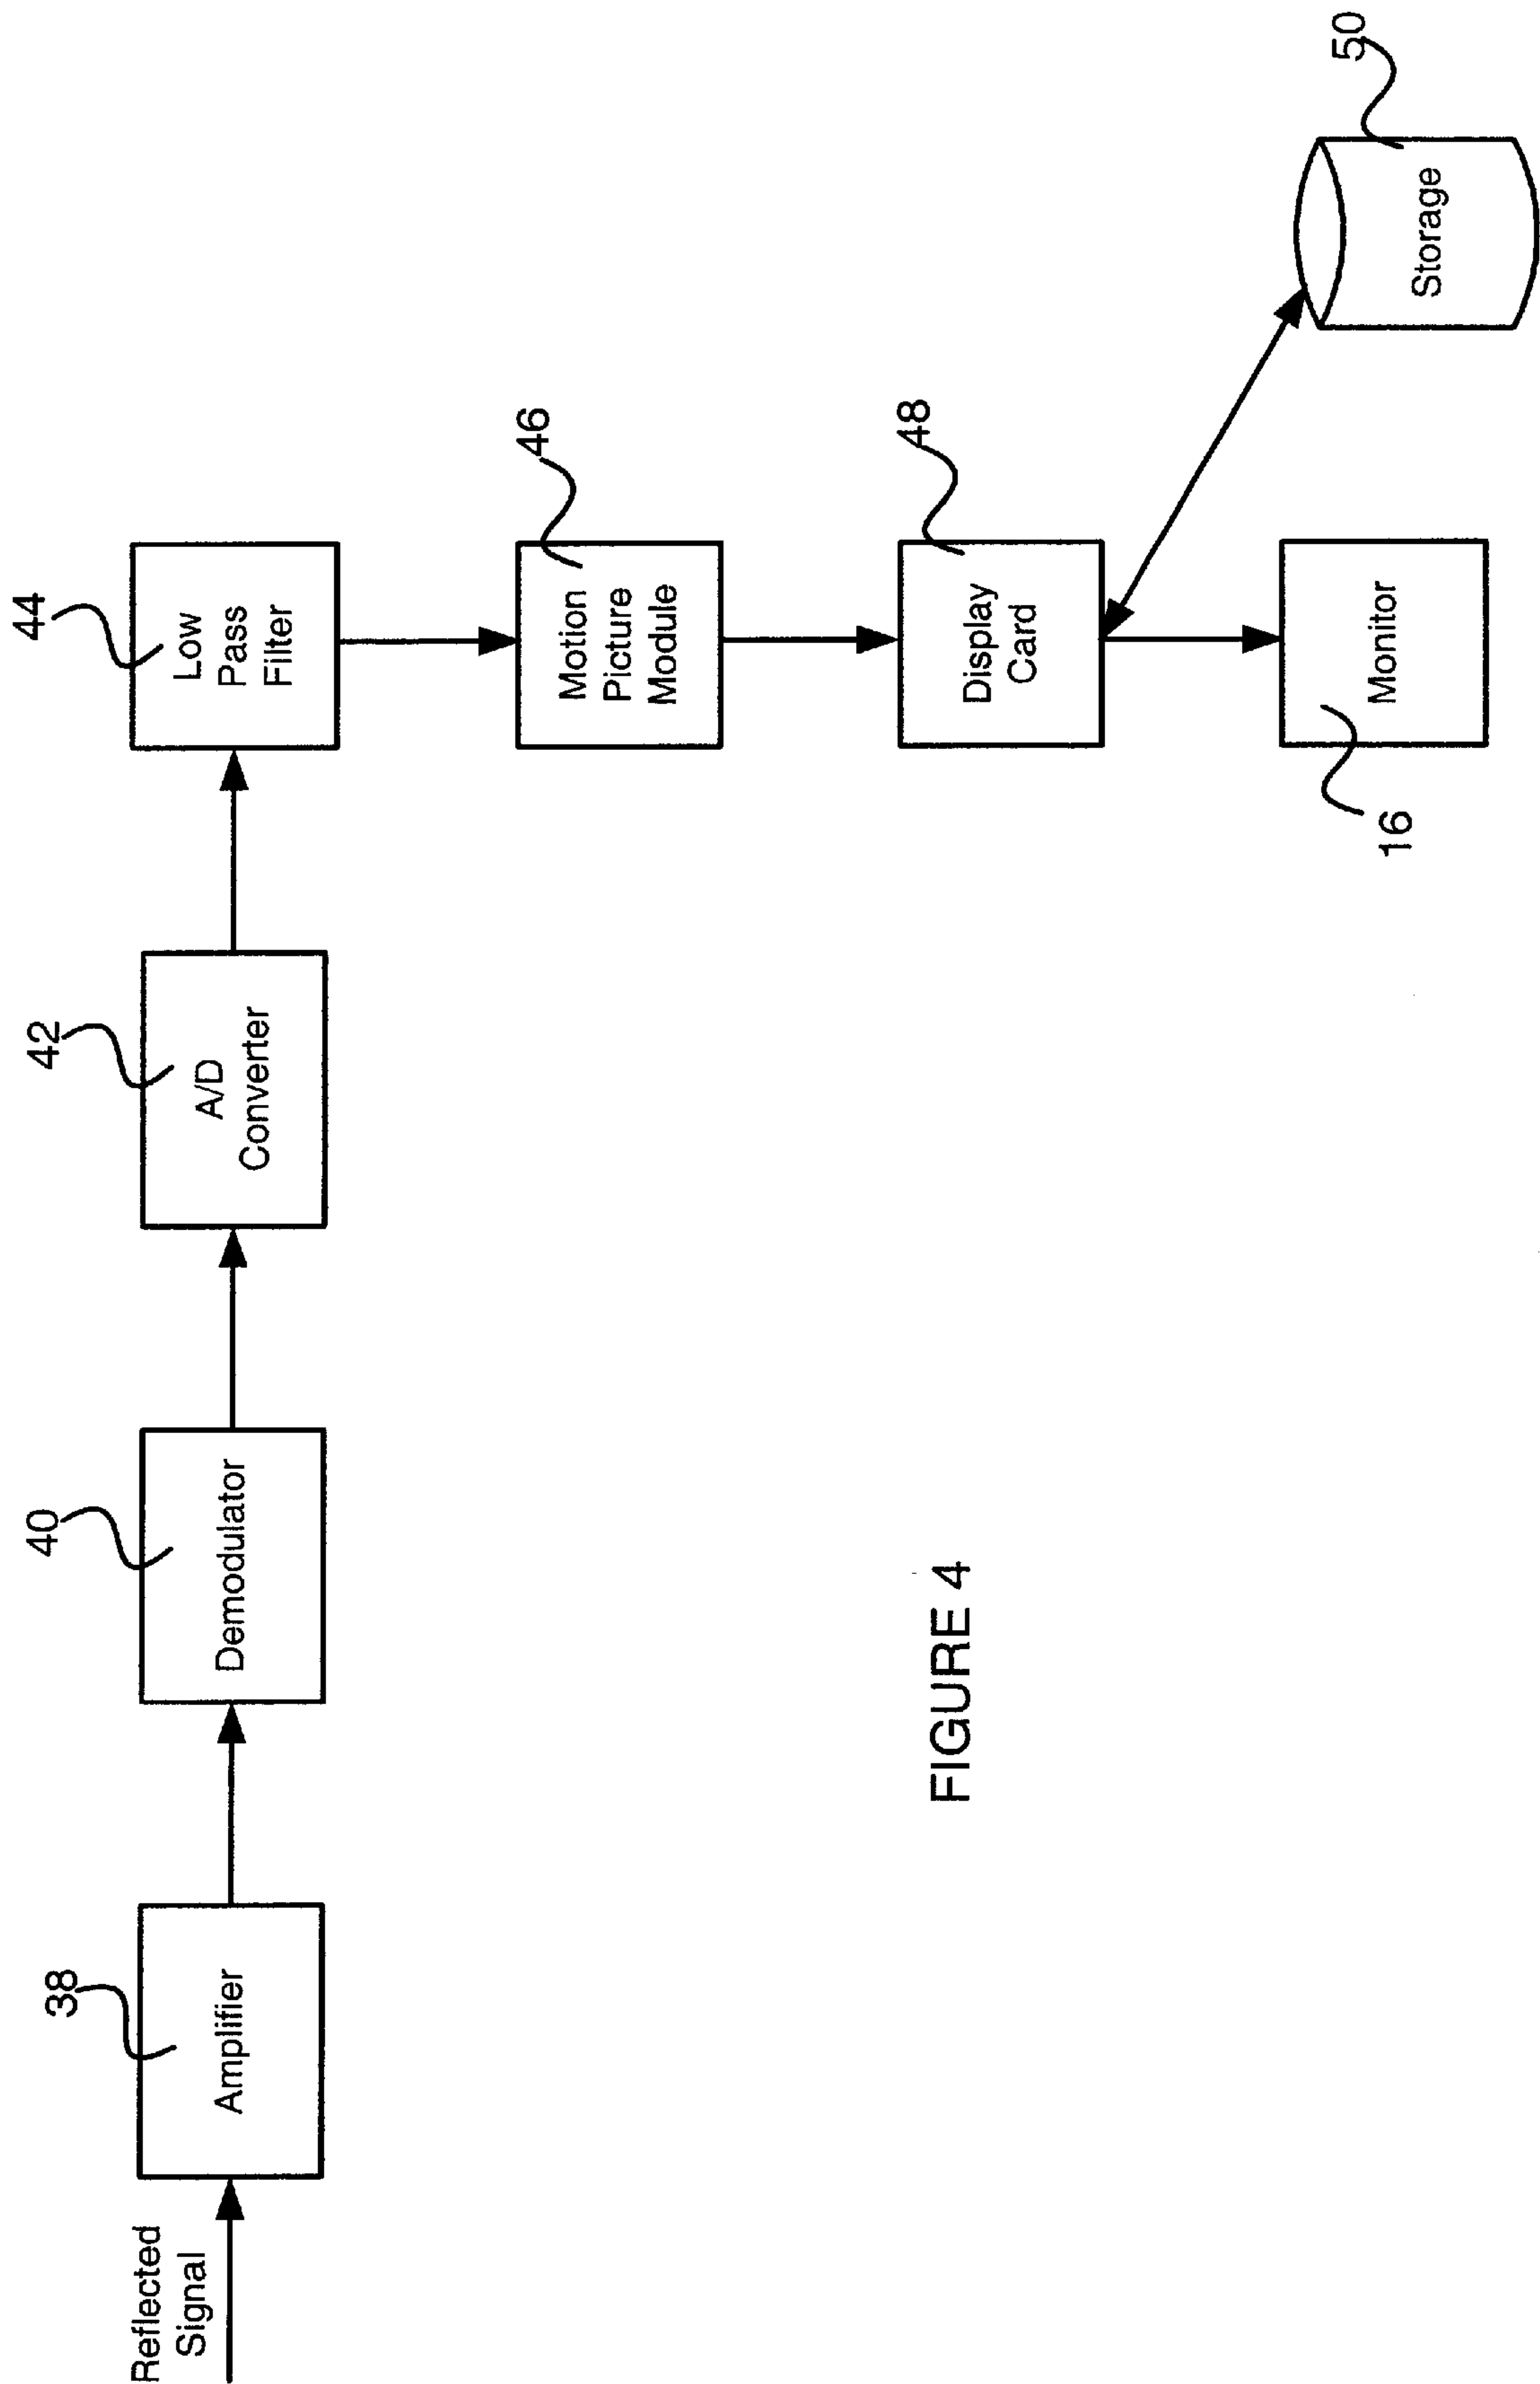 Reflected
Signal
38
Amplifier
40
Demodulator
42
A/D
Converter
44
Low
Pass
Filter
46
Motion
Picture
Module
48
Display
Card
16
Monitor
50
Storage
FIGURE 4